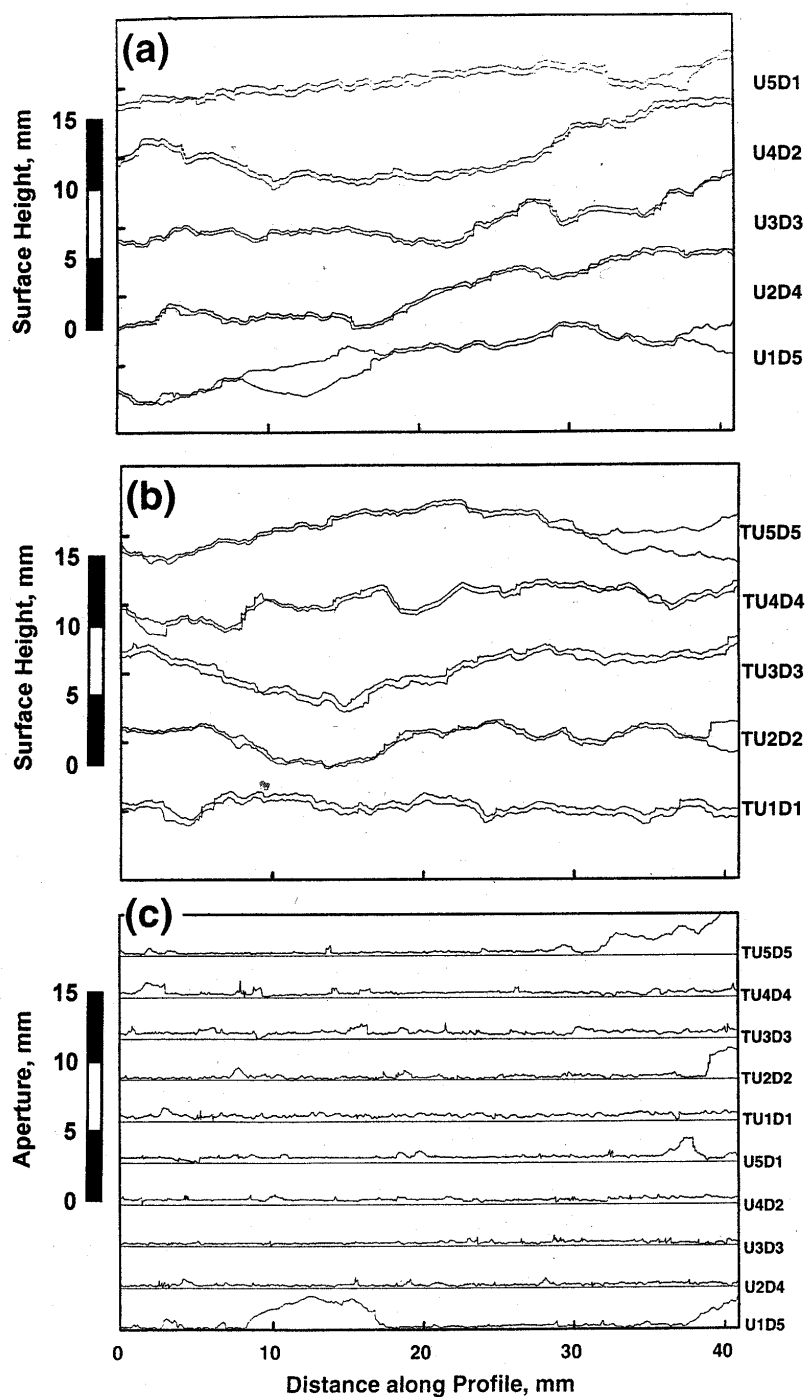 (a)
U5D1
15
U4D2
10
U3D3
5
U2D4
0
U1D5
Surface Height, mm
(b)
TU5D5
15
TU4D4
10
TU3D3
5
TU2D2
0
TU1D1
Surface Height, mm
(c)
TU5D5
15
TU4D4
TU3D3
10
TU2D2
5
TU1D1
U5D1
0
U4D2
U3D3
U2D4
U1D5
Aperture, mm
0 10 20 30 40
Distance along Profile, mm